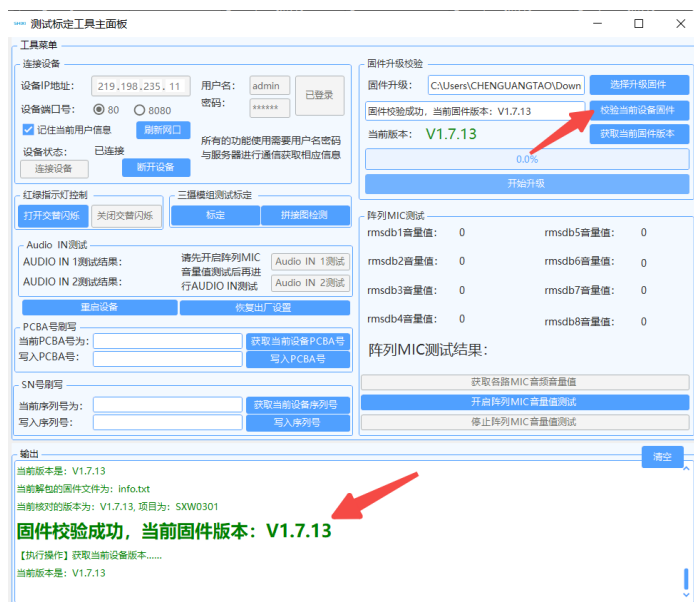 测试标定工具主面板
工具菜单
连接设备
设备IP地址: 219 .198 .235 . 11 用户名: admin 已登录
设备端口号: 80 8080 密码: ******
记住当前用户信息 刷新网口
设备状态: 已连接
所有的功能使用需要用户名密码
与服务器进行通信获取相应信息
连接设备 断开设备
固件升级校验
固件升级: C:\Users\CHENGUANGTAO\Down 选择升级固件
固件校验成功，当前固件版本：V1.7.13 校验当前设备固件
当前版本: V1.7.13 获取当前固件版本
0.0%
开始升级
红绿指示灯控制
打开交替闪烁 关闭交替闪烁
三摄模组测试标定
标定 拼接图检测
Audio IN测试
AUDIO IN 1测试结果:
AUDIO IN 2测试结果:
请先开启阵列MIC
音量值测试后再进
行AUDIO IN测试
Audio IN 1测试
Audio IN 2测试
重启设备 恢复出厂设置
PCBA号刷写
当前PCBA号为: 获取当前设备PCBA号
写入PCBA号: 写入PCBA号
SN号刷写
当前序列号为: 获取当前设备序列号
写入序列号: 写入序列号
阵列MIC测试
rmsdb1音量值: 0 rmsdb5音量值: 0
rmsdb2音量值: 0 rmsdb6音量值: 0
rmsdb3音量值: 0 rmsdb7音量值: 0
rmsdb4音量值: 0 rmsdb8音量值: 0
阵列MIC测试结果:
获取各路MIC音频音量值
开启阵列MIC音量值测试
停止阵列MIC音量值测试
输出 清空
当前版本是：V1.7.13
当前解包的固件文件为：info.txt
当前核对的版本为：V1.7.13, 项目为：SXW0301
固件校验成功，当前固件版本：V1.7.13
【执行操作】获取当前设备版本......
当前版本是：V1.7.13